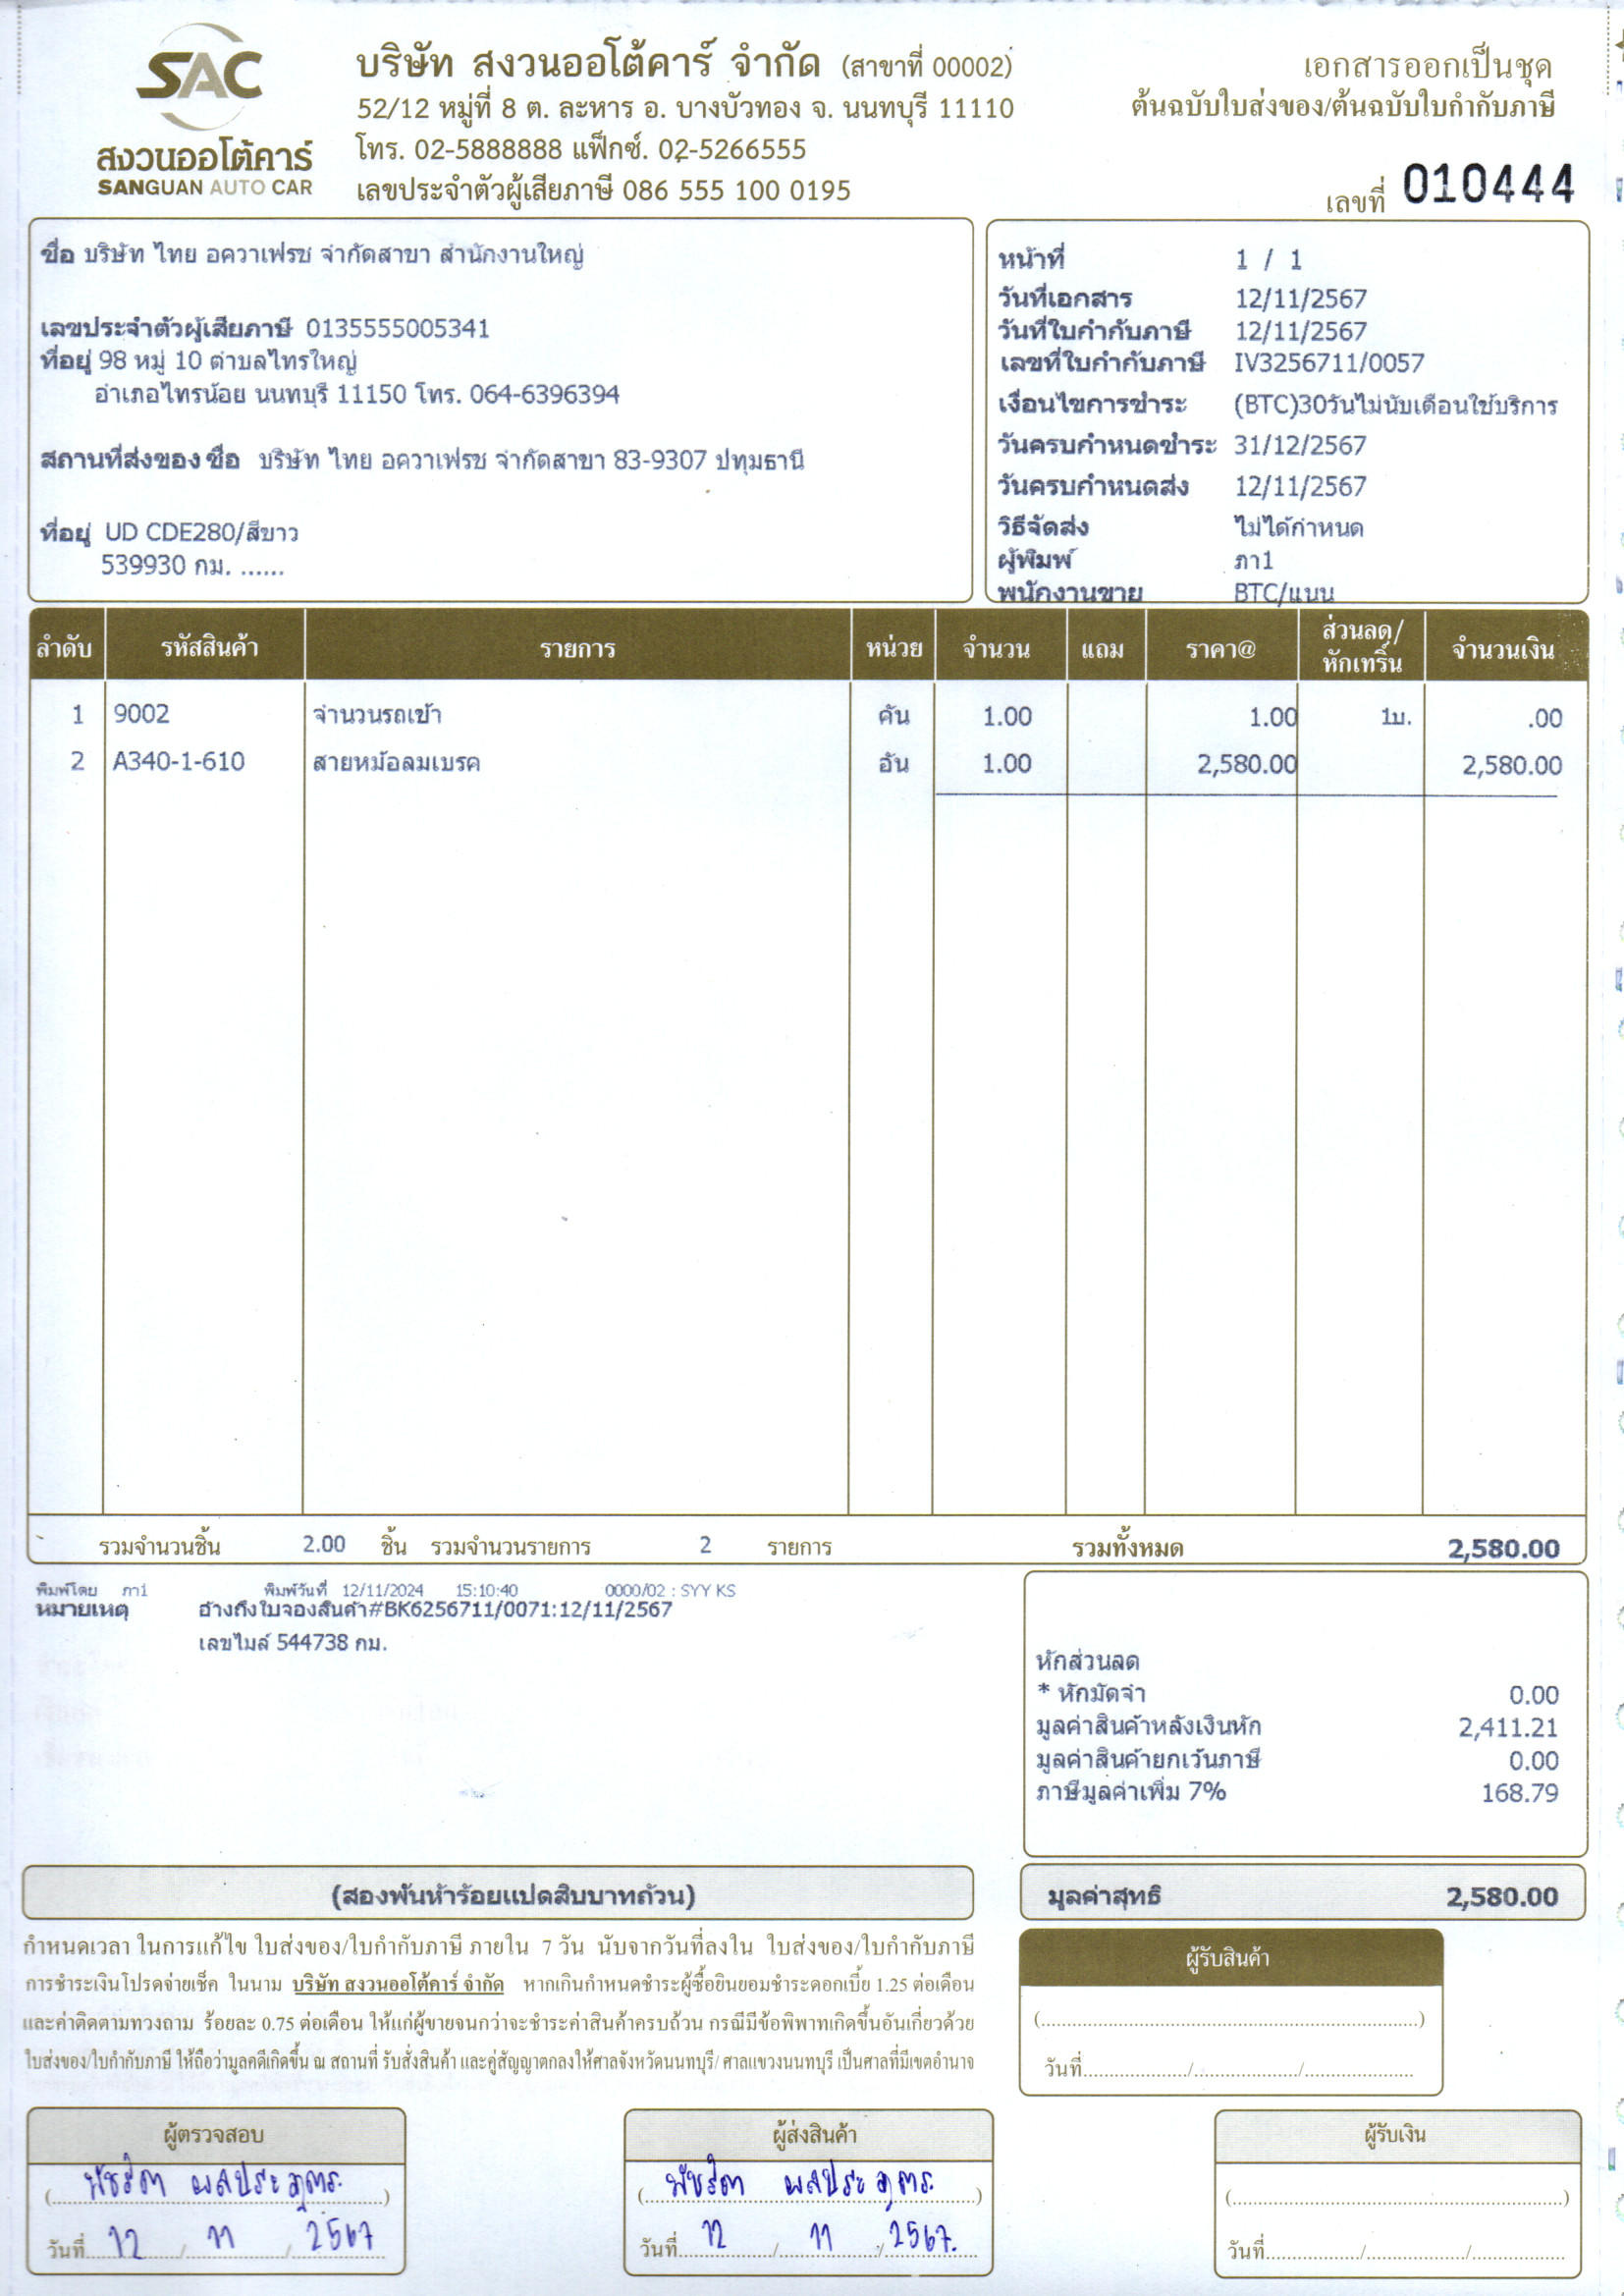 SAC
สงวนออโต้คาร์
SANGUAN AUTO CAR
บริษัท สงวนออโต้คาร์ จำกัด (สาขาที่ 00002)
52/12 หมู่ที่ 8 ต. ละหาร อ. บางบัวทอง จ. นนทบุรี 11110
โทร. 02-5888888 แฟ็กซ์. 02-5266555
เลขประจำตัวผู้เสียภาษี 086 555 100 0195
เอกสารออกเป็นชุด
ต้นฉบับใบส่งของ/ต้นฉบับใบกำกับภาษี
เลขที่ 010444
ชื่อ บริษัท ไทย อควาเฟรช จำกัดสาขา สำนักงานใหญ่
เลขประจำตัวผู้เสียภาษี 0135555005341
ที่อยู่ 98 หมู่ 10 ตำบลไทรใหญ่
อำเภอไทรน้อย นนทบุรี 11150 โทร. 064-6396394
สถานที่ส่งของ ชื่อ บริษัท ไทย อควาเฟรช จำกัดสาขา 83-9307 ปทุมธานี
ที่อยู่ UD CDE280/สีขาว
539930 กม. ......
หน้าที่ 1 / 1
วันที่เอกสาร 12/11/2567
วันที่ใบกำกับภาษี 12/11/2567
เลขที่ใบกำกับภาษี IV3256711/0057
เงื่อนไขการชำระ (BTC)30วันไม่นับเดือนใช้บริการ
วันครบกำหนดชำระ 31/12/2567
วันครบกำหนดส่ง 12/11/2567
วิธีจัดส่ง ไม่ได้กำหนด
ผู้พิมพ์ ภา1
พนักงานขาย BTC/แบน
ลำดับ รหัสสินค้า รายการ หน่วย จำนวน แถม ราคา@ ส่วนลด/หักเทริ์น จำนวนเงิน
1 9002 จำนวนรถเข้า คัน 1.00 1.00 1บ. .00
2 A340-1-610 สายหม้อลมเบรค อัน 1.00 2,580.00 2,580.00
รวมจำนวนชิ้น 2.00 ชิ้น รวมจำนวนรายการ 2 รายการ รวมทั้งหมด 2,580.00
พิมพ์โดย ภา1 พิมพ์วันที่ 12/11/2024 15:10:40 0000/02 : SYY KS
หมายเหตุ อ้างถึงใบจองสินค้า#BK6256711/0071:12/11/2567
เลขไมล์ 544738 กม.
หักส่วนลด
* หักมัดจำ 0.00
มูลค่าสินค้าหลังเงินหัก 2,411.21
มูลค่าสินค้ายกเว้นภาษี 0.00
ภาษีมูลค่าเพิ่ม 7% 168.79
(สองพันห้าร้อยแปดสิบบาทถ้วน)
มูลค่าสุทธิ 2,580.00
กำหนดเวลา ในการแก้ไข ใบส่งของ/ใบกำกับภาษี ภายใน 7 วัน นับจากวันที่ลงใน ใบส่งของ/ใบกำกับภาษี
การชำระเงินโปรดจ่ายเช็ค ในนาม บริษัท สงวนออโต้คาร์ จำกัด หากเกินกำหนดชำระผู้ซื้อยินยอมชำระดอกเบี้ย 1.25 ต่อเดือน
และค่าติดตามทวงถาม ร้อยละ 0.75 ต่อเดือน ให้แก่ผู้ขายจนกว่าจะชำระค่าสินค้าครบถ้วน กรณีมีข้อพิพาทเกิดขึ้นอันเกี่ยวด้วย
ใบส่งของ/ใบกำกับภาษี ให้ถือว่ามูลคดีเกิดขึ้น ณ สถานที่ รับสั่งสินค้า และคู่สัญญาตกลงให้ศาลจังหวัดนนทบุรี/ ศาลแขวงนนทบุรี เป็นศาลที่มีเขตอำนาจ
ผู้รับสินค้า
(....................)
วันที่........../........../..........
ผู้ตรวจสอบ
(พัชริดา)
วันที่ 12 / 11 / 2567
ผู้ส่งสินค้า
(พัชริดา)
วันที่ 12 / 11 / 2567.
ผู้รับเงิน
(....................)
วันที่........../........../..........